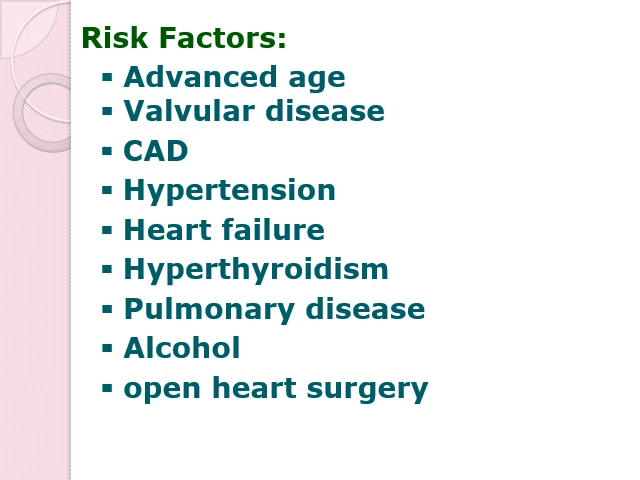 Risk Factors:
▪ Advanced age
▪ Valvular disease
▪ CAD
▪ Hypertension
▪ Heart failure
▪ Hyperthyroidism
▪ Pulmonary disease
▪ Alcohol
▪ open heart surgery